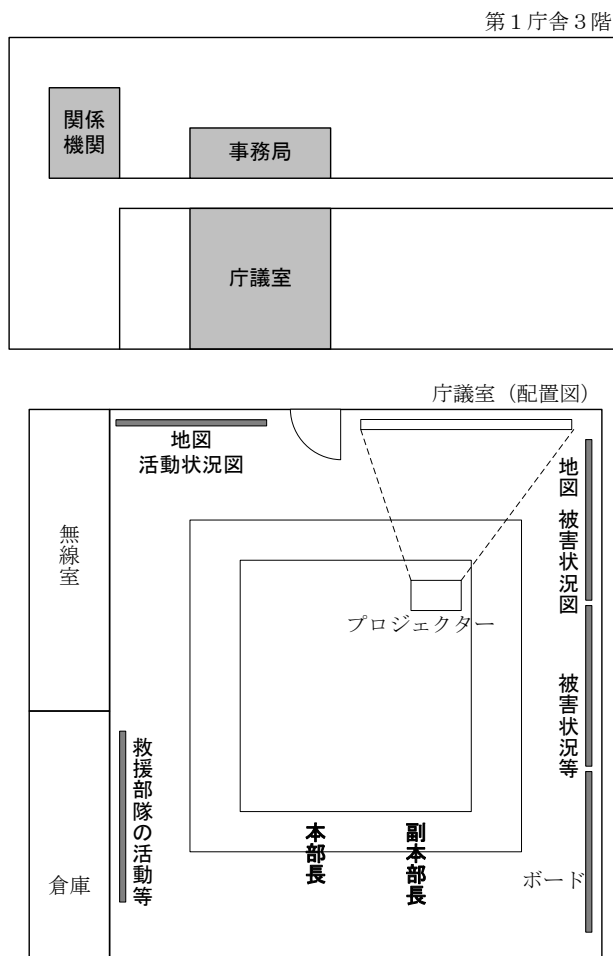 第１庁舎３階
関係
機関
事務局
庁議室
庁議室（配置図）
地図
活動状況図
地図 被害状況図
無線室
プロジェクター
被害状況等
救援部隊の活動等
本部長
副本部長
倉庫
ボード